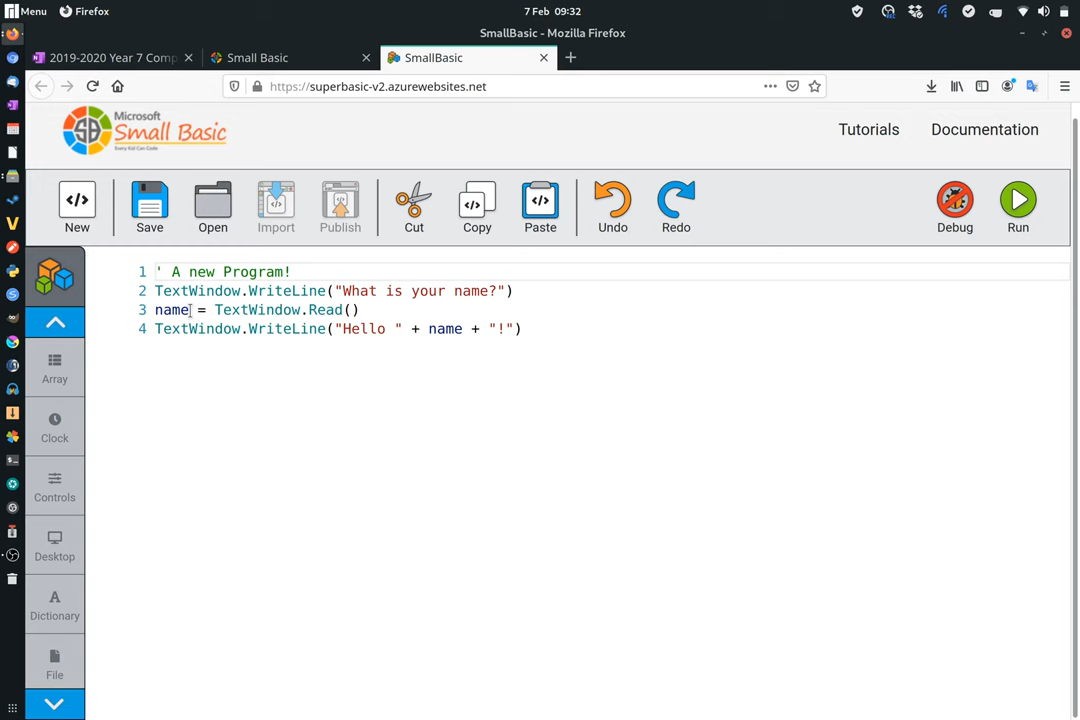 Menu Firefox 7 Feb 09:32
SmallBasic - Mozilla Firefox
2019-2020 Year 7 Comp Small Basic SmallBasic
https://superbasic-v2.azurewebsites.net
Microsoft
Small Basic
Every Kid Can Code
Tutorials Documentation
New Save Open Import Publish Cut Copy Paste Undo Redo Debug Run
1 ' A new Program!
2 TextWindow.WriteLine("What is your name?")
3 name = TextWindow.Read()
4 TextWindow.WriteLine("Hello " + name + "!")
Array
Clock
Controls
Desktop
Dictionary
File